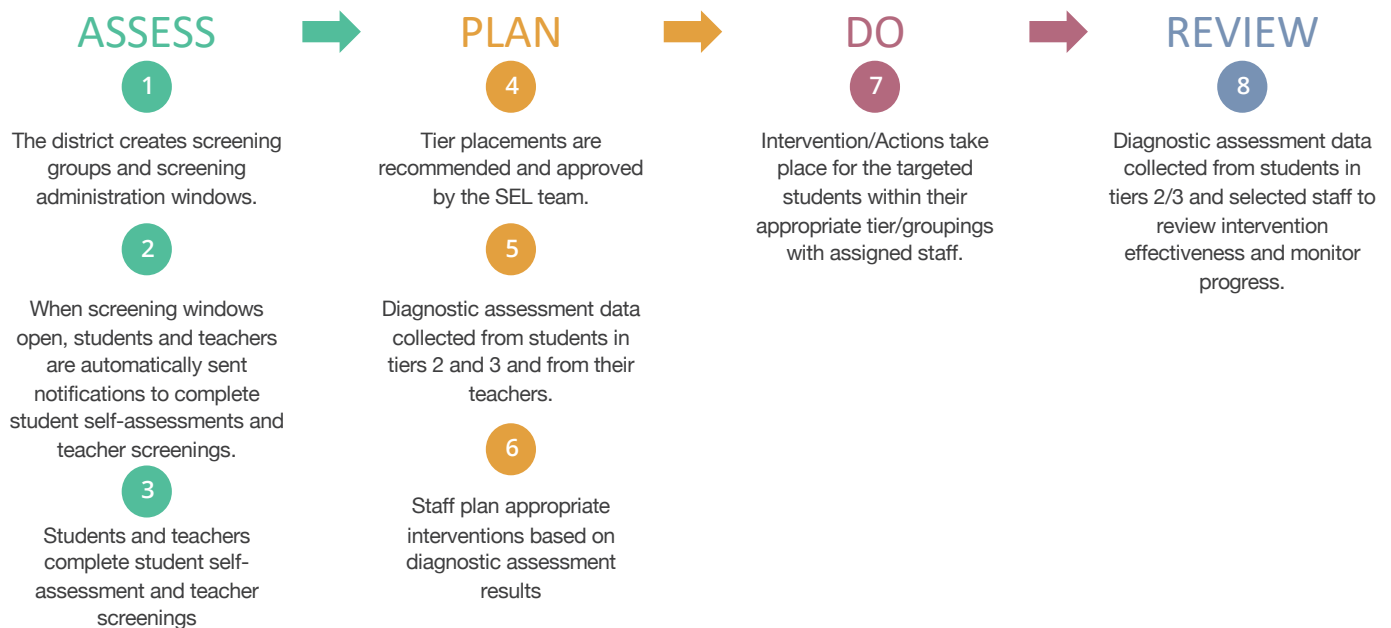 ASSESS
1
The district creates screening
groups and screening
administration windows.
2
When screening windows
open, students and teachers
are automatically sent
notifications to complete
student self-assessments and
teacher screenings.
3
Students and teachers
complete student self-
assessment and teacher
screenings
PLAN
4
Tier placements are
recommended and approved
by the SEL team.
5
Diagnostic assessment data
collected from students in
tiers 2 and 3 and from their
teachers.
6
Staff plan appropriate
interventions based on
diagnostic assessment
results
DO
7
Intervention/Actions take
place for the targeted
students within their
appropriate tier/groupings
with assigned staff.
REVIEW
8
Diagnostic assessment data
collected from students in
tiers 2/3 and selected staff to
review intervention
effectiveness and monitor
progress.